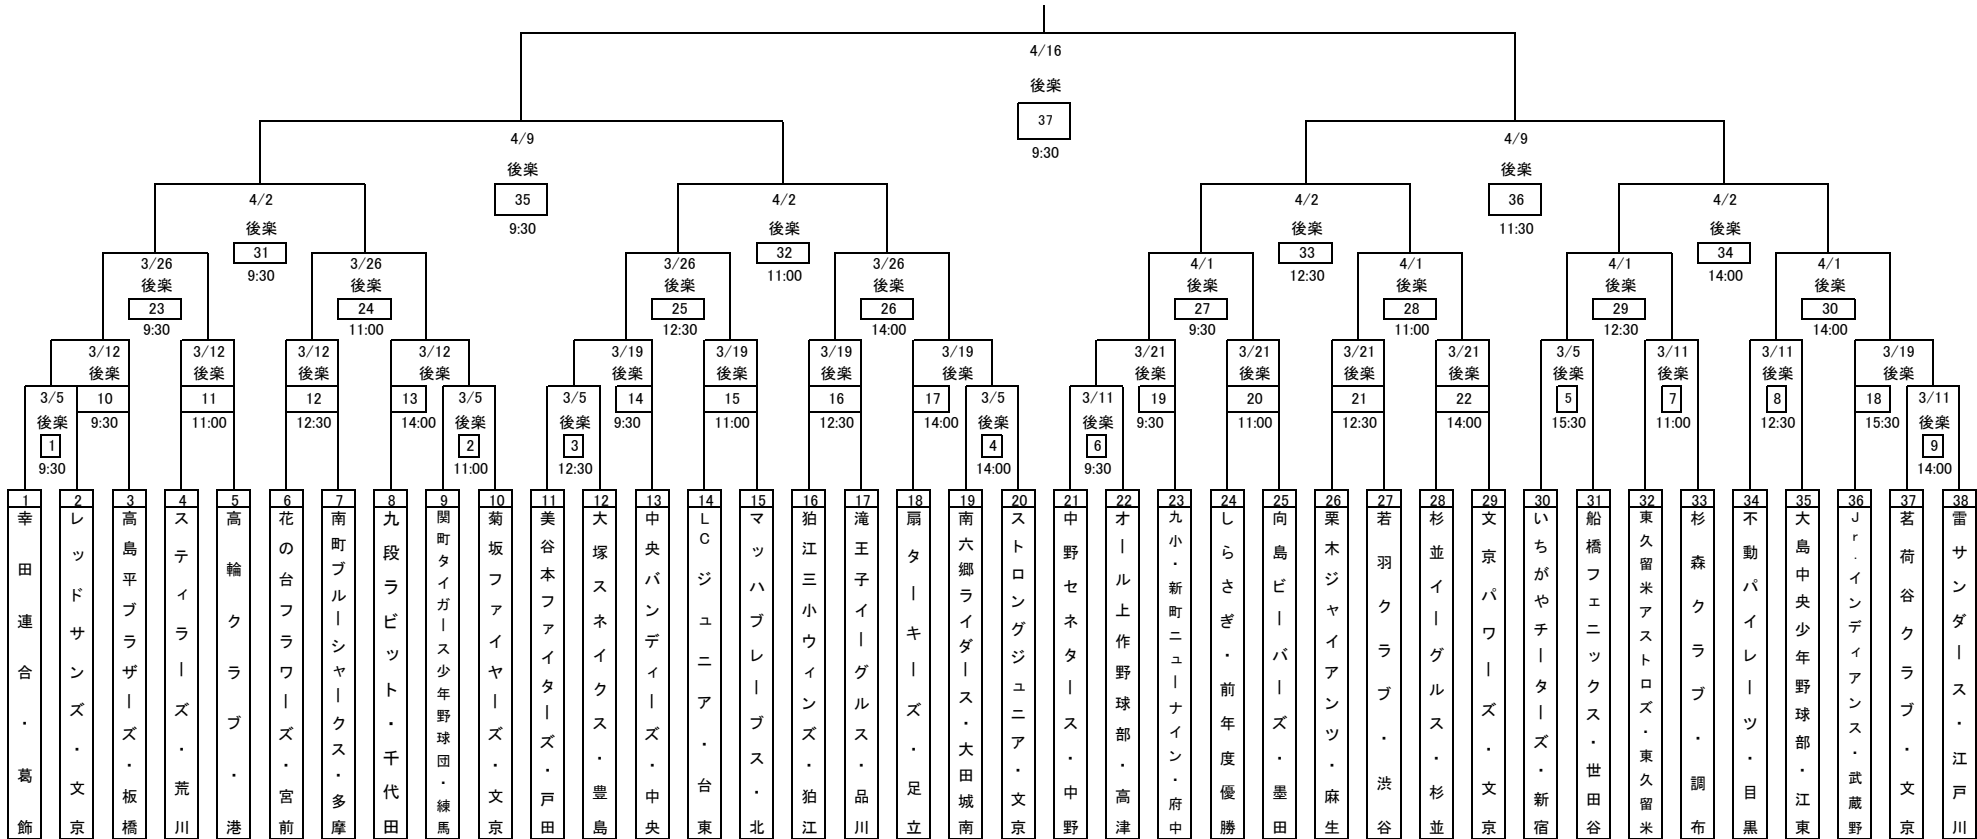 4/16
後楽
37
9:30
4/9
後楽
35
9:30
4/9
後楽
36
11:30
4/2
後楽
31
9:30
4/2
後楽
32
11:00
4/2
後楽
33
12:30
4/2
後楽
34
14:00
3/26
後楽
23
9:30
3/26
後楽
24
11:00
3/26
後楽
25
12:30
3/26
後楽
26
14:00
4/1
後楽
27
9:30
4/1
後楽
28
11:00
4/1
後楽
29
12:30
4/1
後楽
30
14:00
3/5
後楽
1
9:30
3/12
後楽
10
9:30
3/12
後楽
11
11:00
3/12
後楽
12
12:30
3/12
後楽
13
14:00
3/5
後楽
2
11:00
3/5
後楽
3
12:30
3/19
後楽
14
9:30
3/19
後楽
15
11:00
3/19
後楽
16
12:30
3/19
後楽
17
14:00
3/5
後楽
4
14:00
3/11
後楽
6
9:30
3/21
後楽
19
9:30
3/21
後楽
20
11:00
3/21
後楽
21
12:30
3/21
後楽
22
14:00
3/5
後楽
5
15:30
3/11
後楽
7
11:00
3/11
後楽
8
12:30
3/19
後楽
18
15:30
3/11
後楽
9
14:00
1
幸田連合・葛飾
2
レッドサンズ・文京
3
高島平ブラザーズ・板橋
4
スティラーズ・荒川
5
高輪クラブ・港
6
花の台フラワーズ・宮前
7
南町ブルーシャークス・多摩
8
九段ラビット・千代田
9
関町タイガース少年野球団・練馬
10
菊坂ファイヤーズ・文京
11
美谷本ファイターズ・戸田
12
大塚スネイクス・豊島
13
中央バンディーズ・中央
14
LCジュニア・台東
15
マッハブレーブス・北
16
狛江三小ウィンズ・狛江
17
滝王子イーグルス・品川
18
扇ターキーズ・足立
19
南六郷ライダース・大田城南
20
ストロングジュニア・文京
21
中野セネタース・中野
22
オール上作野球部・高津
23
九小・新町ニューナイン・府中
24
しらさぎ・前年度優勝
25
向島ビーバーズ・墨田
26
栗木ジャイアンツ・麻生
27
若羽クラブ・渋谷
28
杉並イーグルス・杉並
29
文京パワーズ・文京
30
いちがやチーターズ・新宿
31
船橋フェニックス・世田谷
32
東久留米アストロズ・東久留米
33
杉森クラブ・調布
34
不動パイレーツ・目黒
35
大島中央少年野球部・江東
36
Jr.インディアンス・武蔵野
37
茗荷谷クラブ・文京
38
雷サンダース・江戸川